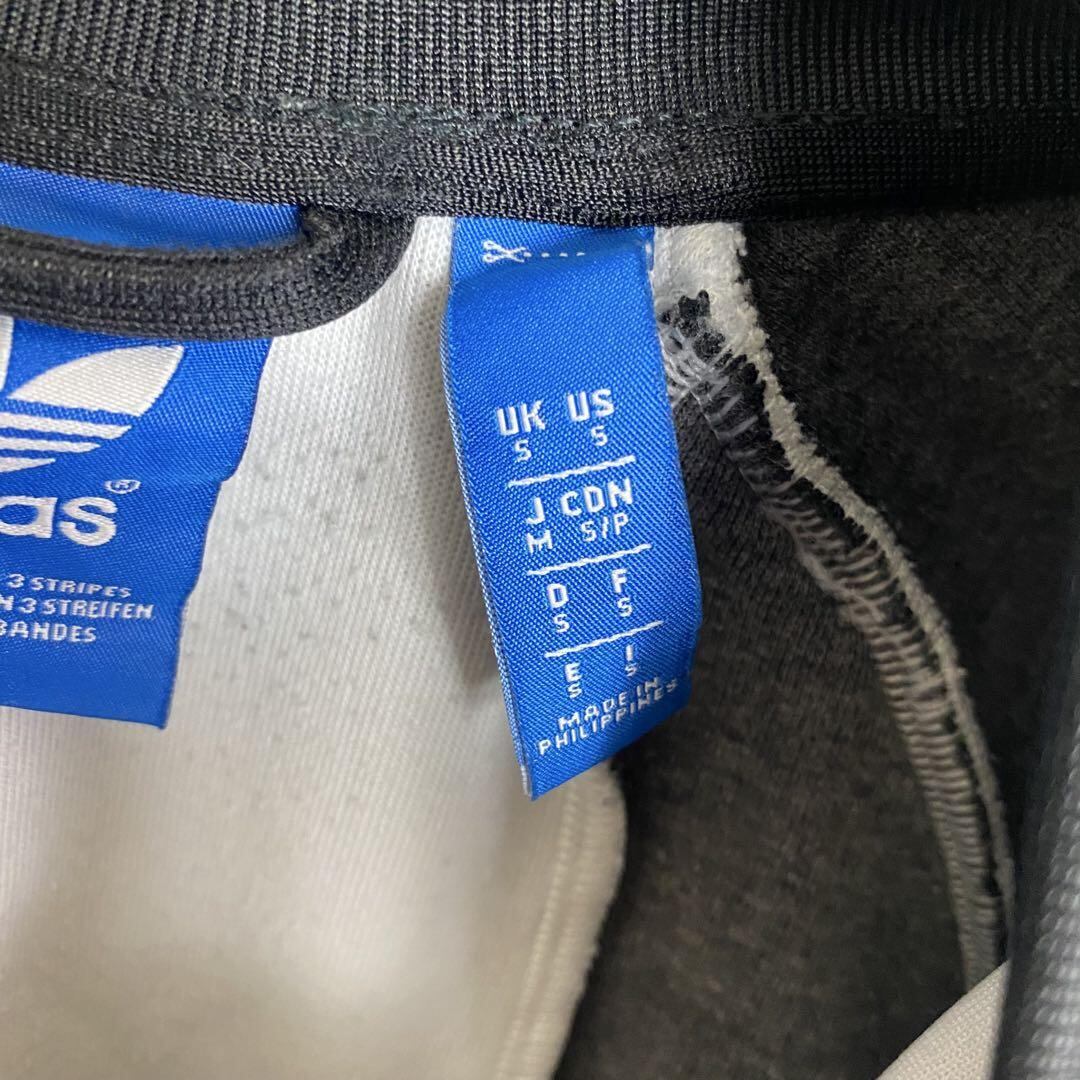 as®
3 STRIPES
3 STREIFEN
BANDES
UK US
S S
J CDN
M S/P
D F
S S
E I
S S
MADE IN
PHILIPPINES